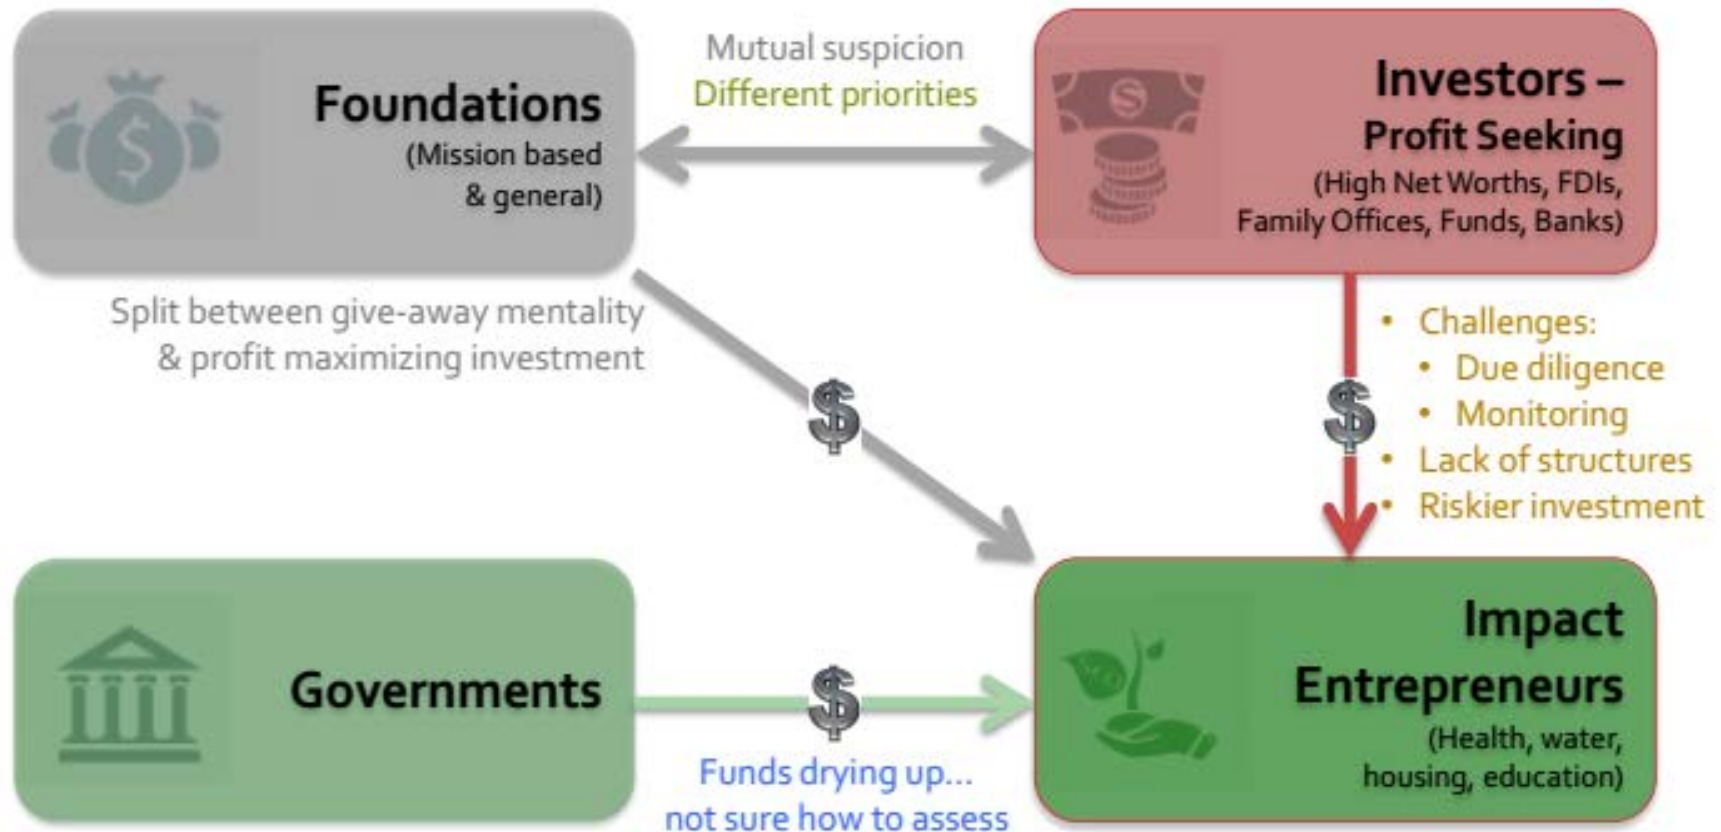 Foundations
(Mission based
& general)
Mutual suspicion
Different priorities
Investors –
Profit Seeking
(High Net Worths, FDIs,
Family Offices, Funds, Banks)
Split between give-away mentality
& profit maximizing investment
• Challenges:
• Due diligence
• Monitoring
• Lack of structures
• Riskier investment
$
$
Governments
$
Funds drying up...
not sure how to assess
Impact
Entrepreneurs
(Health, water,
housing, education)